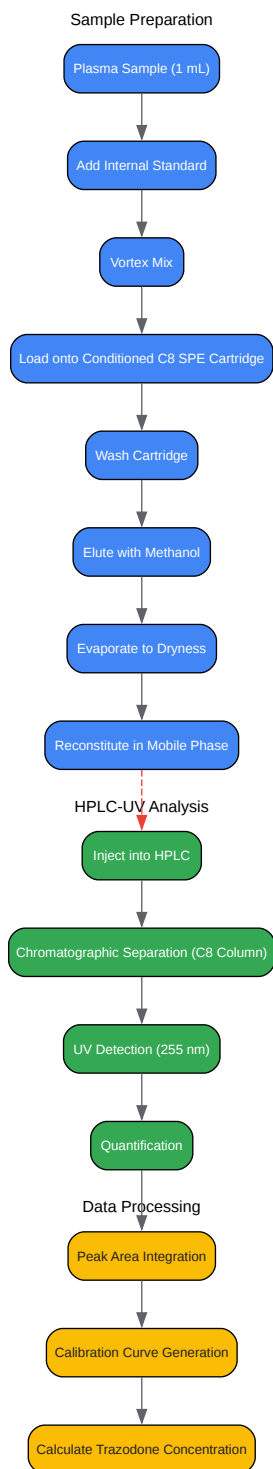 Sample Preparation
Plasma Sample (1 mL)
Add Internal Standard
Vortex Mix
Load onto Conditioned C8 SPE Cartridge
Wash Cartridge
Elute with Methanol
Evaporate to Dryness
Reconstitute in Mobile Phase
HPLC-UV Analysis
Inject into HPLC
Chromatographic Separation (C8 Column)
UV Detection (255 nm)
Quantification
Data Processing
Peak Area Integration
Calibration Curve Generation
Calculate Trazodone Concentration